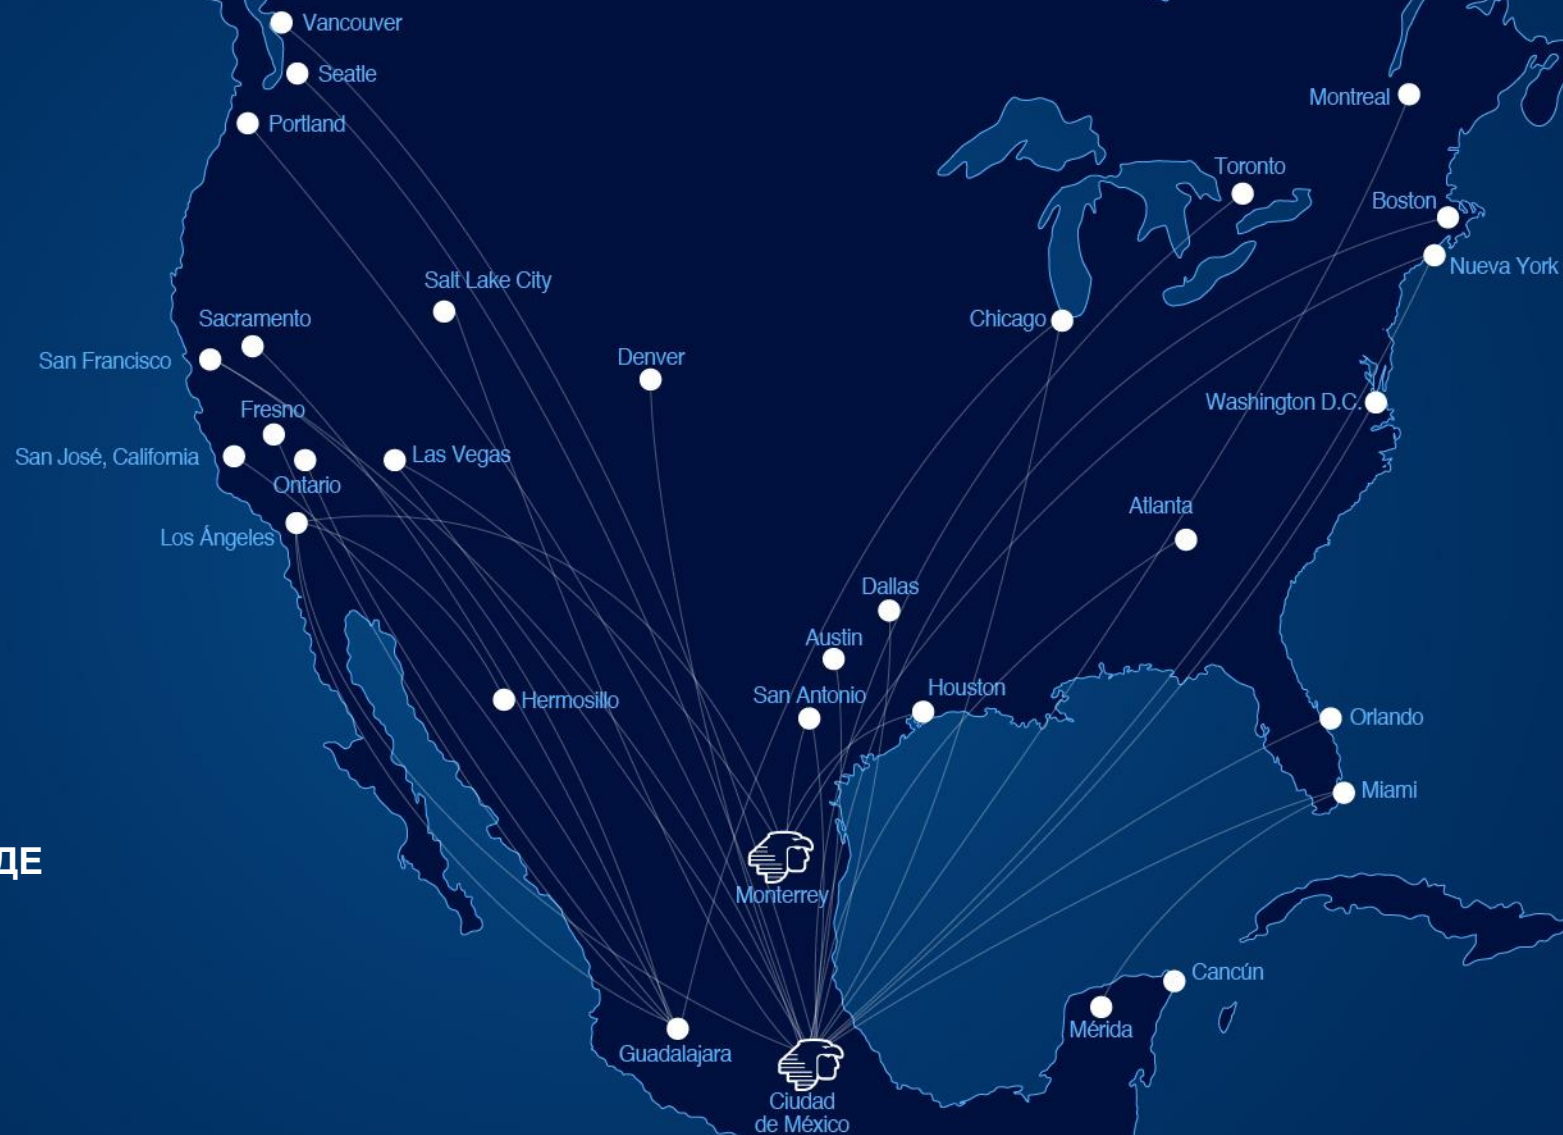 Vancouver
Seatle
Portland
Montreal
Toronto
Boston
Nueva York
Salt Lake City
Sacramento
Chicago
San Francisco
Denver
Fresno
Washington D.C.
San José, California
Las Vegas
Ontario
Atlanta
Los Ángeles
Dallas
Austin
San Antonio
Houston
Hermosillo
Orlando
Miami
ДЕ
Monterrey
Cancún
Mérida
Guadalajara
Ciudad
de México